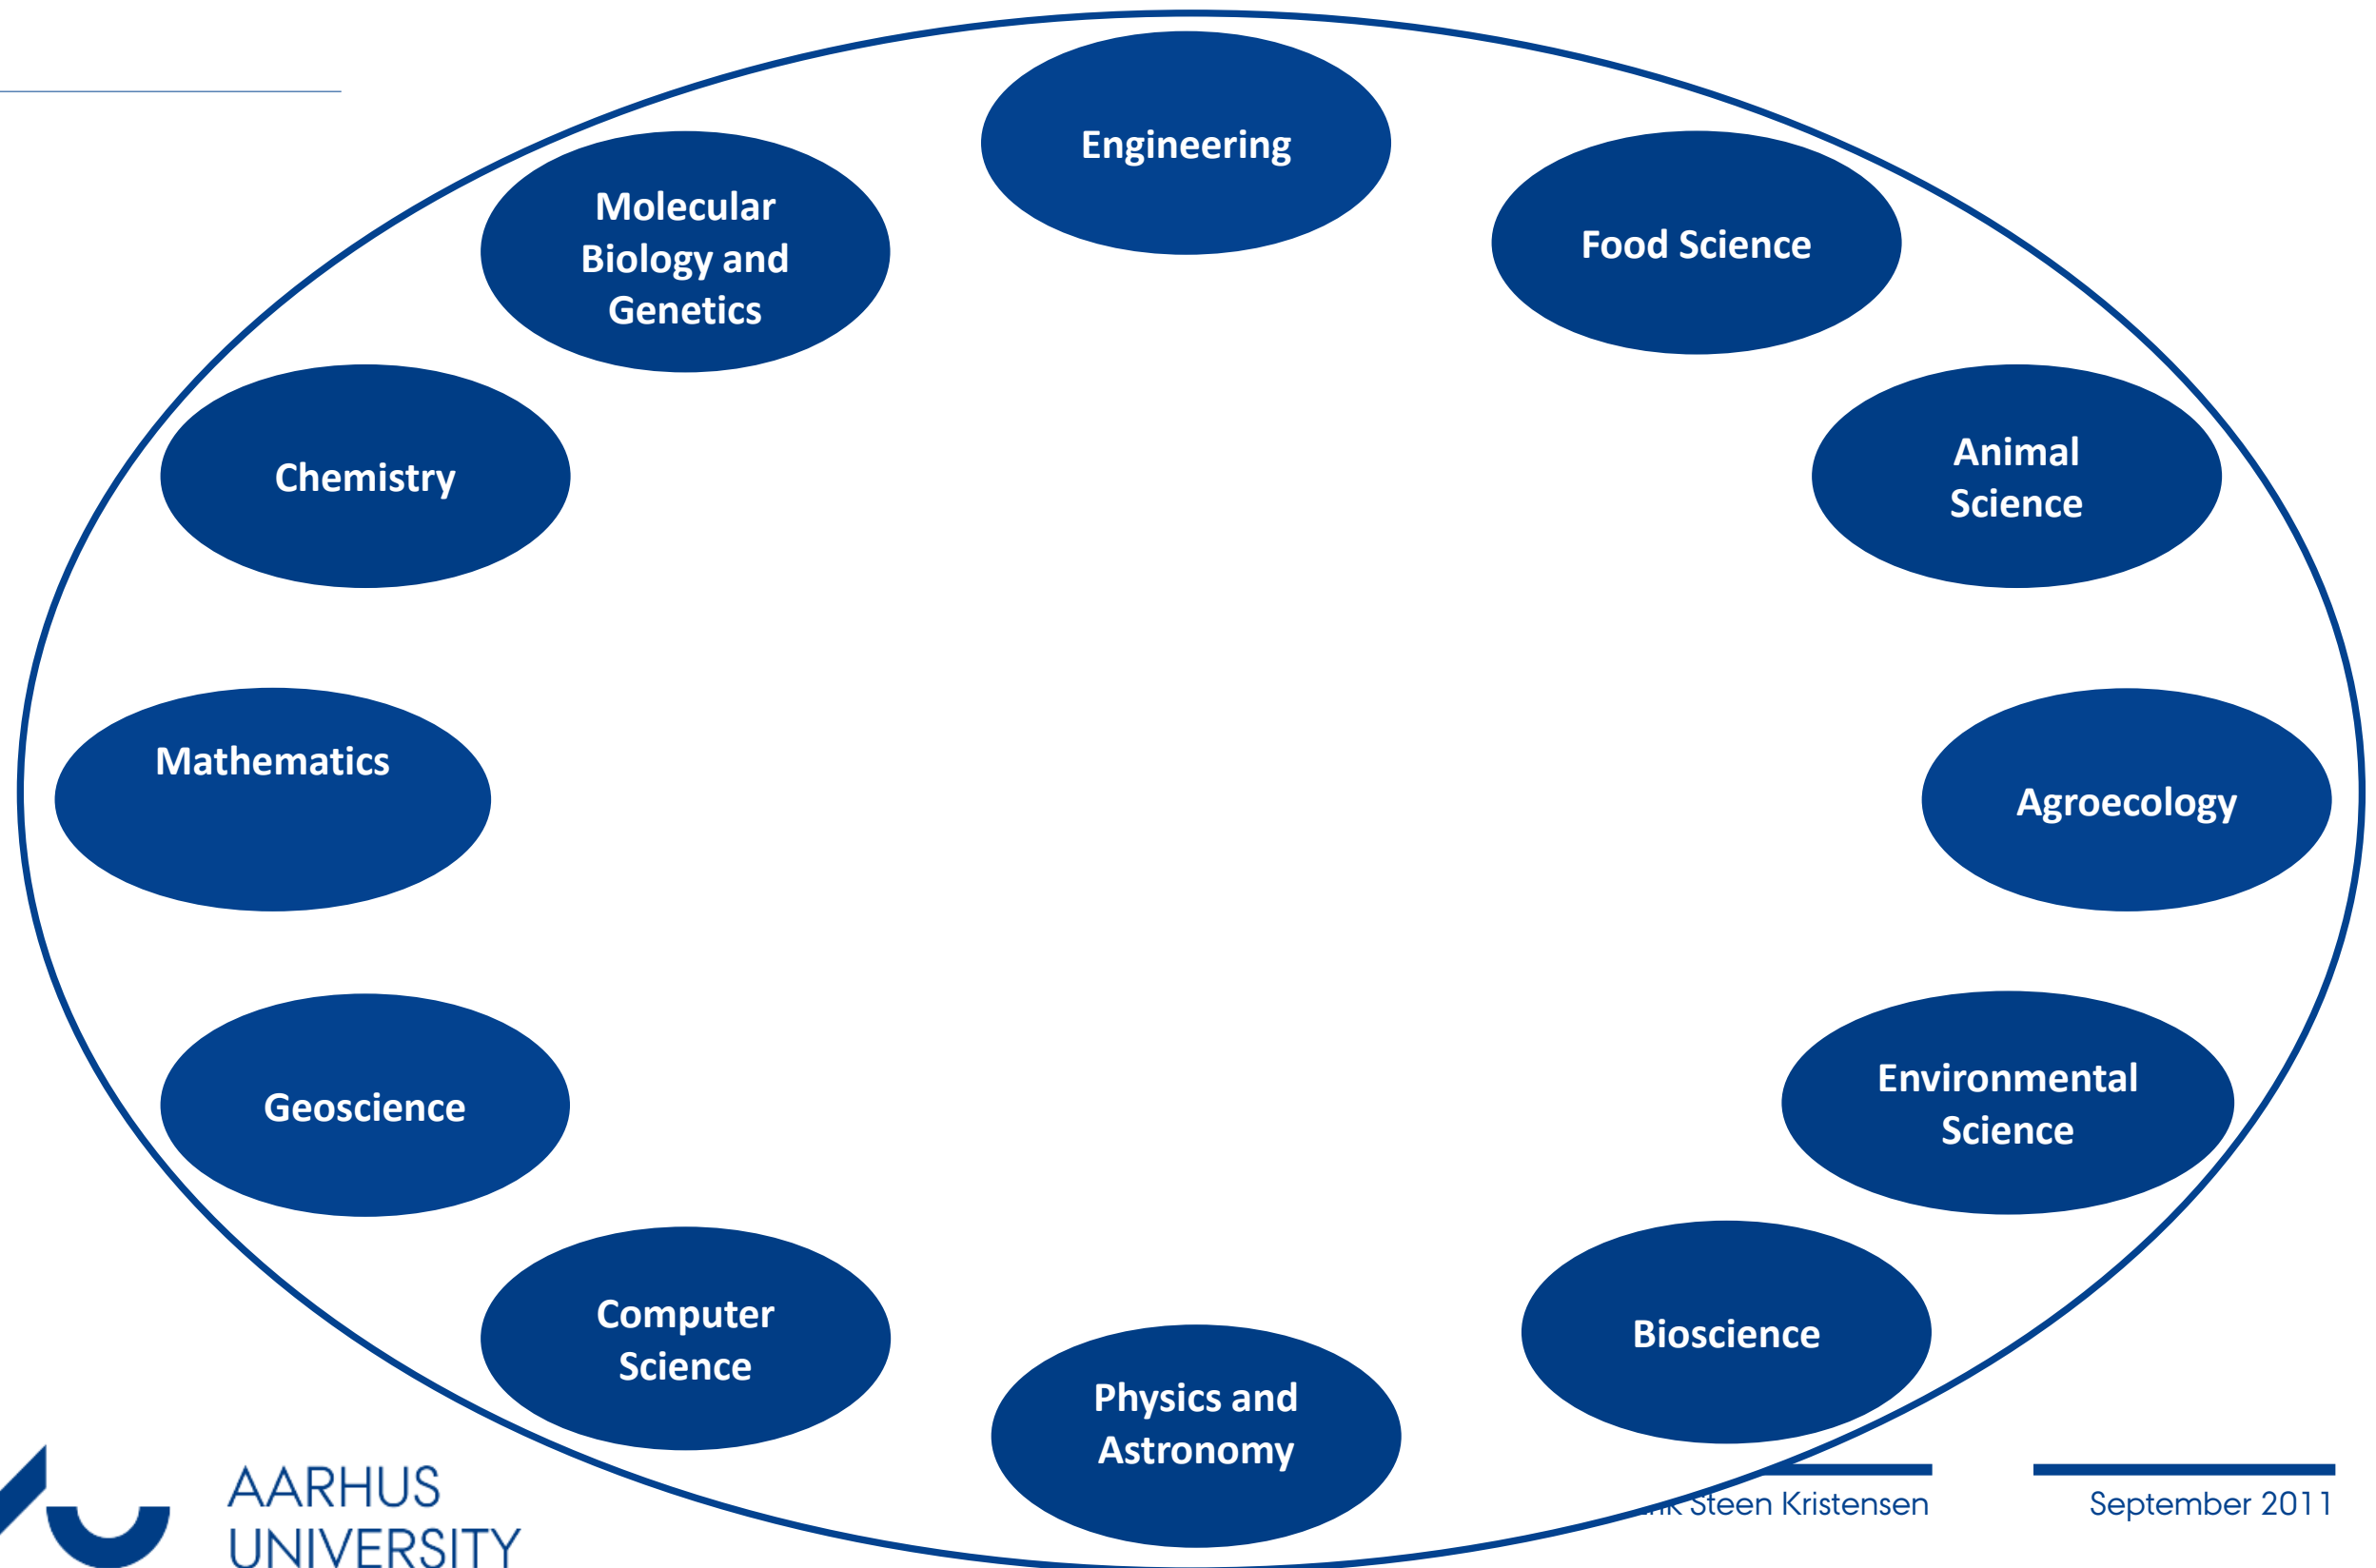 Engineering
Molecular
Biology and
Genetics
Food Science
Chemistry
Animal
Science
Mathematics
Agroecology
Geoscience
Environmental
Science
Computer
Science
Bioscience
Physics and
Astronomy
AARHUS
UNIVERSITY
Steen Kristensen
September 2011